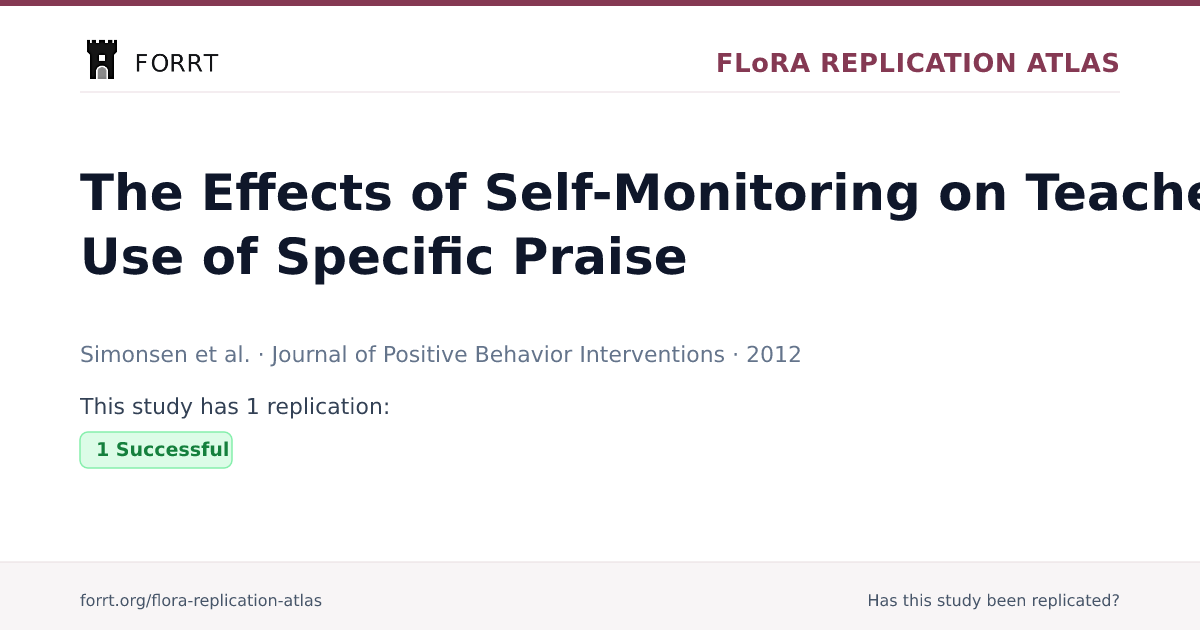 FORRT
FLoRA REPLICATION ATLAS
The Effects of Self-Monitoring on
Use of Specific Praise
Simonsen et al. · Journal of Positive Behavior Interventions · 2012
This study has 1 replication:
1 Successful
forrt.org/flora-replication-atlas
Has this study been replicated?